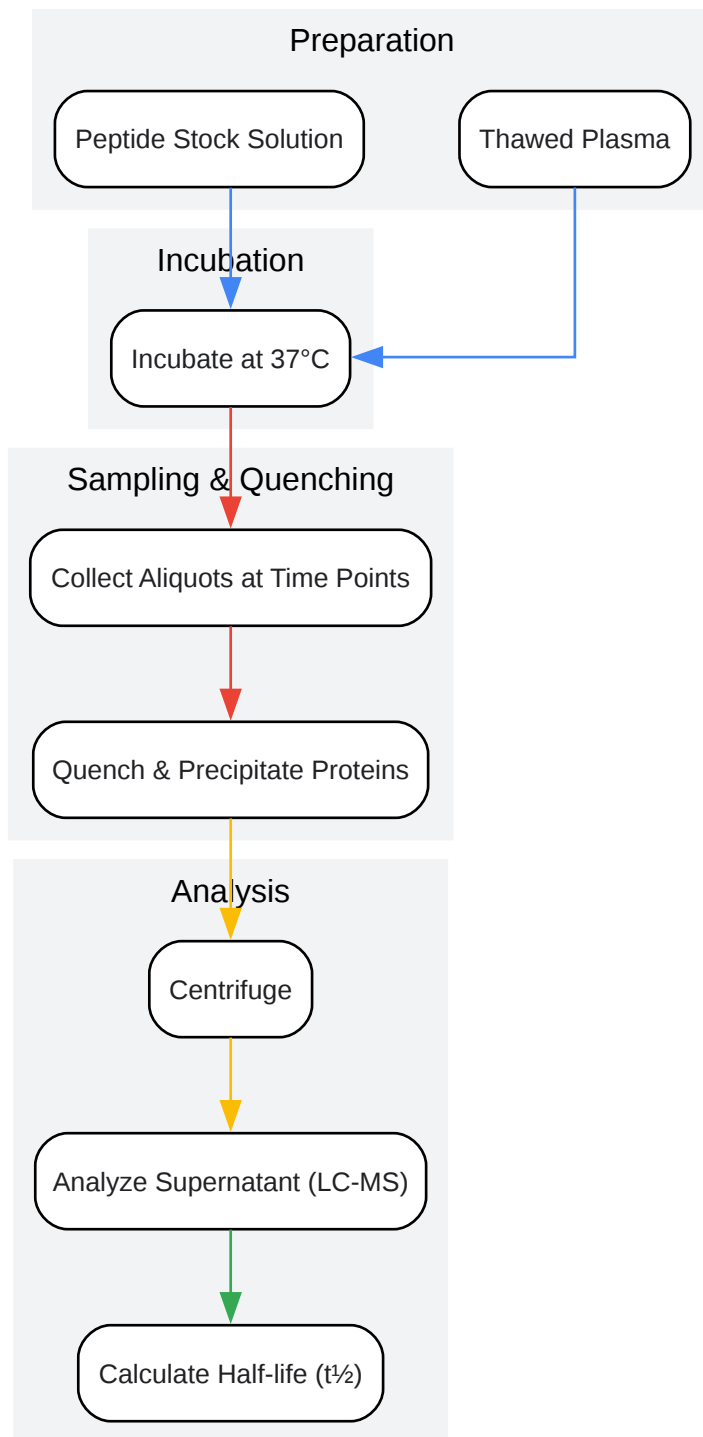 Preparation
Peptide Stock Solution
Thawed Plasma
Incubation
Incubate at 37°C
Sampling & Quenching
Collect Aliquots at Time Points
Quench & Precipitate Proteins
Analysis
Centrifuge
Analyze Supernatant (LC-MS)
Calculate Half-life (t½)